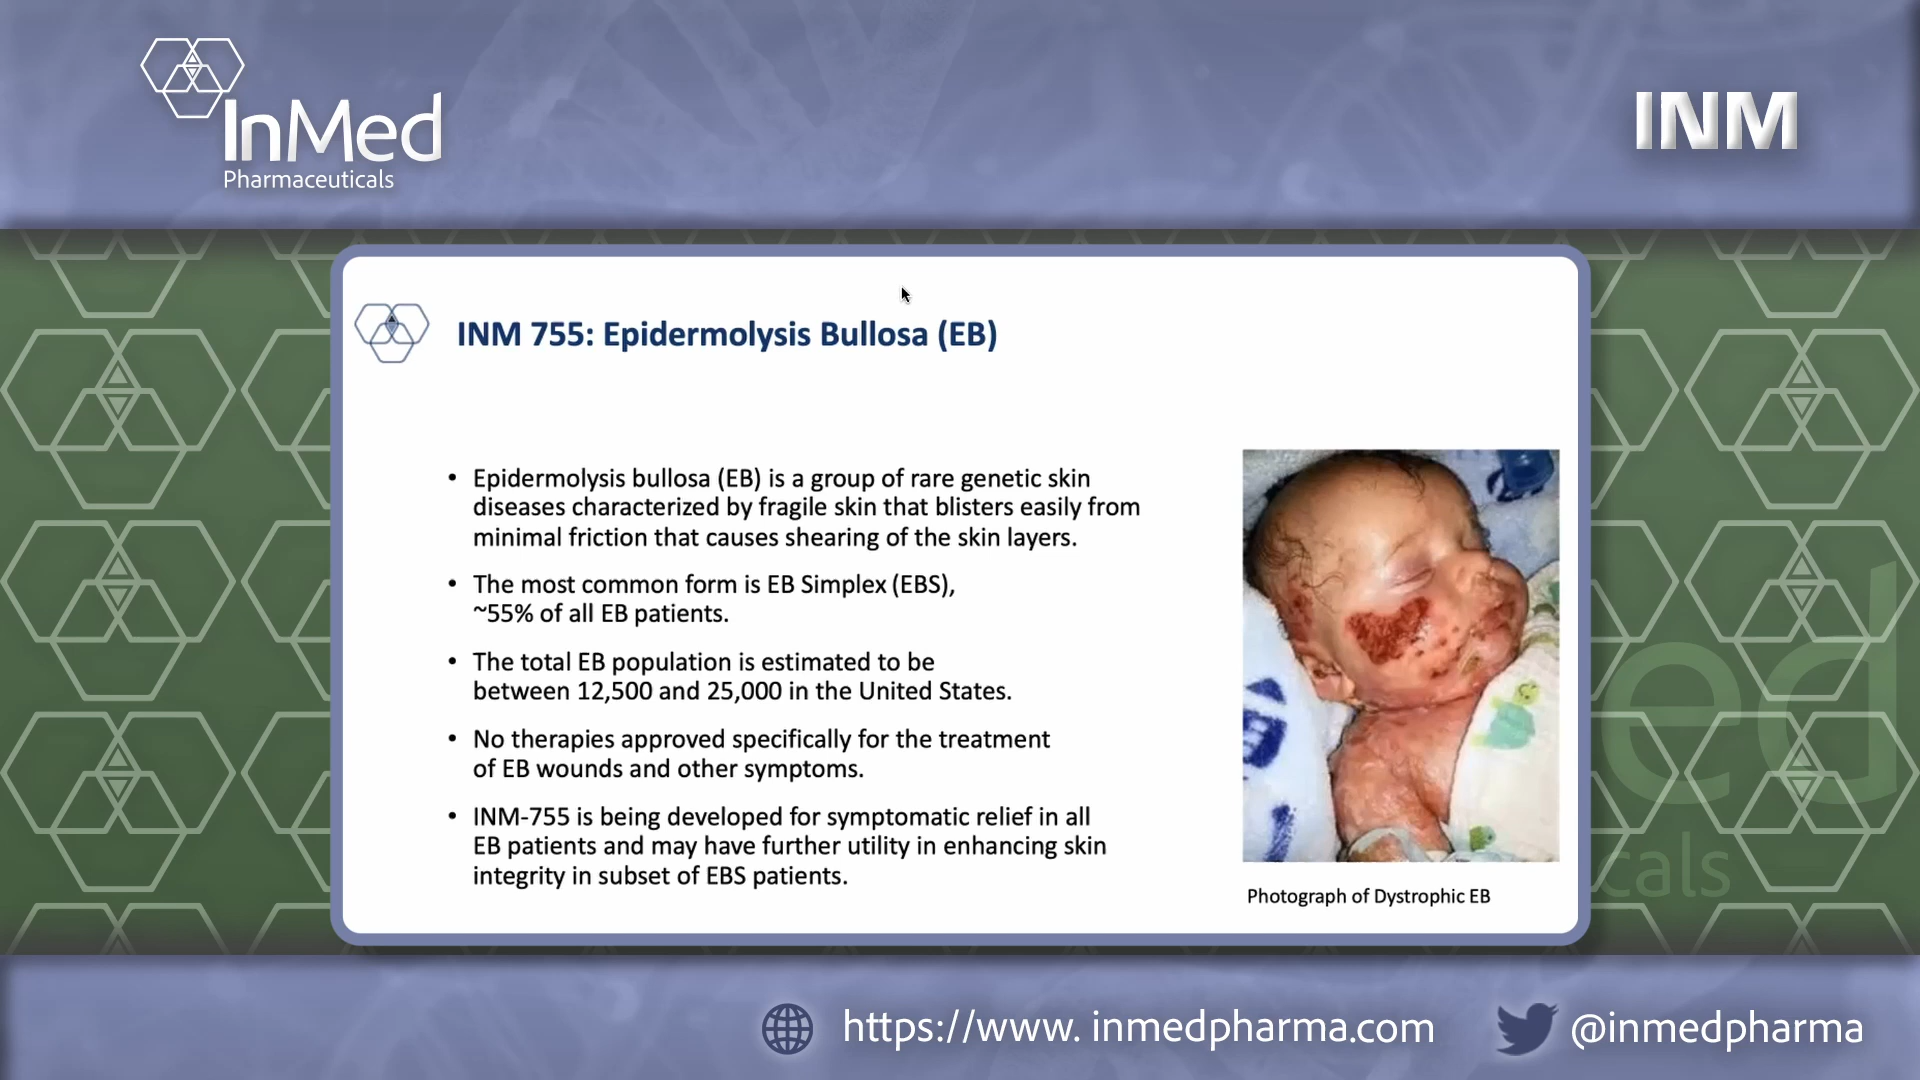 InMed
Pharmaceuticals
INM
INM 755: Epidermolysis Bullosa (EB)
• Epidermolysis bullosa (EB) is a group of rare genetic skin
diseases characterized by fragile skin that blisters easily from
minimal friction that causes shearing of the skin layers.
• The most common form is EB Simplex (EBS),
~55% of all EB patients.
• The total EB population is estimated to be
between 12,500 and 25,000 in the United States.
• No therapies approved specifically for the treatment
of EB wounds and other symptoms.
• INM-755 is being developed for symptomatic relief in all
EB patients and may have further utility in enhancing skin
integrity in subset of EBS patients.
Photograph of Dystrophic EB
ed
cals
https://www. inmedpharma.com
@inmedpharma